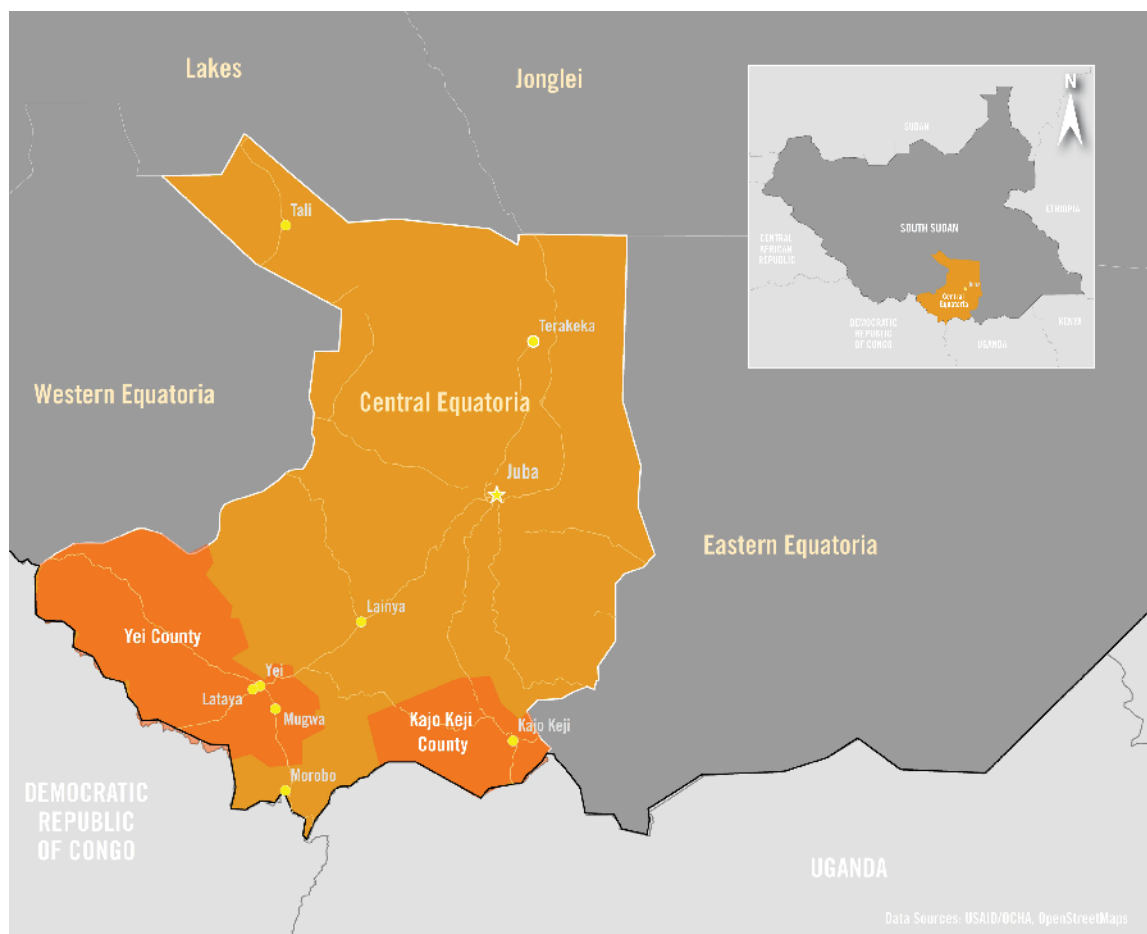 Lakes
Jonglei
N
SUDAN
ETHIOPIA
SOUTH SUDAN
CENTRAL
AFRICAN
REPUBLIC
Central
Equatoria
DEMOCRATIC
REPUBLIC
OF CONGO
UGANDA
KENYA
Tali
Terakeka
Western Equatoria
Central Equatoria
Juba
Eastern Equatoria
Lainya
Yei County
Yei
Lataya
Mugwa
Kajo Keji
County
Kajo Keji
Morobo
DEMOCRATIC
REPUBLIC
OF CONGO
UGANDA
Data Sources: USAID/OCHA, OpenStreetMaps